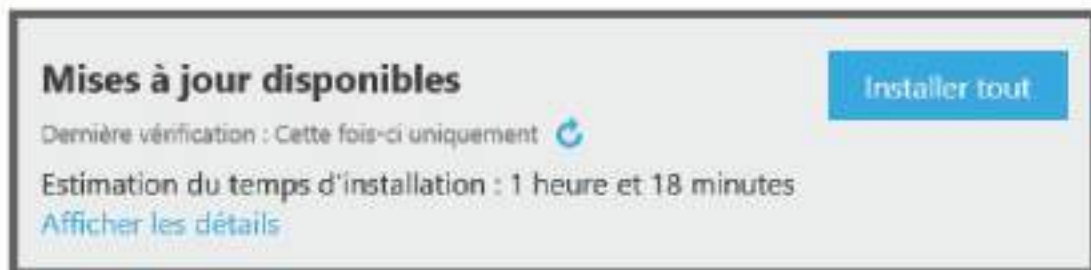 Mises à jour disponibles
Installer tout
Dernière vérification : Cette fois-ci uniquement
Estimation du temps d'installation : 1 heure et 18 minutes
Afficher les détails